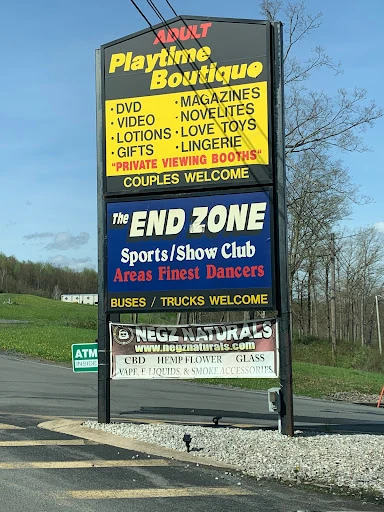 ADULT
Playtime
Boutique
· DVD
· VIDEO
· LOTIONS
· GIFTS
· MAGAZINES
· NOVELITES
· LOVE TOYS
· LINGERIE
"PRIVATE VIEWING BOOTHS"
COUPLES WELCOME
The END ZONE
Sports/Show Club
Areas Finest Dancers
BUSES / TRUCKS WELCOME
NEGZ NATURALS
www.negznaturals.com
CBD HEMP FLOWER GLASS
VAPE, E LIQUIDS, & SMOKE ACCESSORIES
ATM
INSIDE